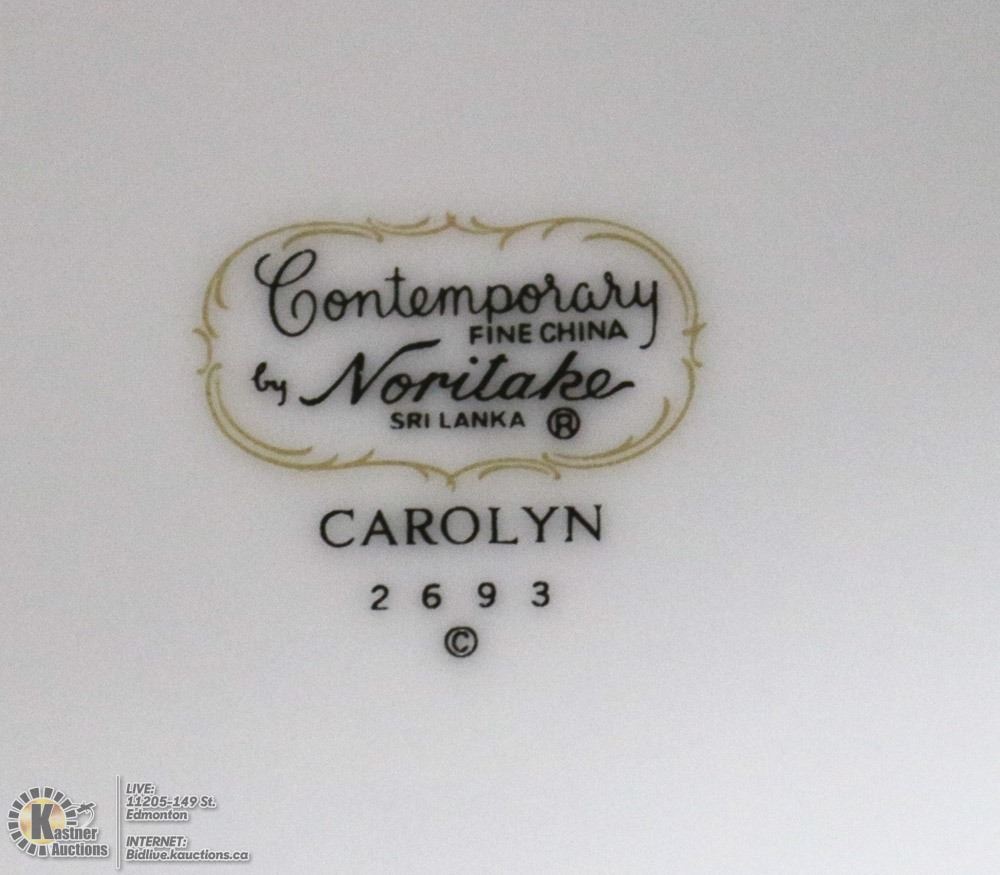 Contemporary
FINE CHINA
by Noritake
SRI LANKA ®
CAROLYN
2693
©
Kastner
Auctions
LIVE:
11205-149 St.
Edmonton
INTERNET:
Bidlive.kauctions.ca